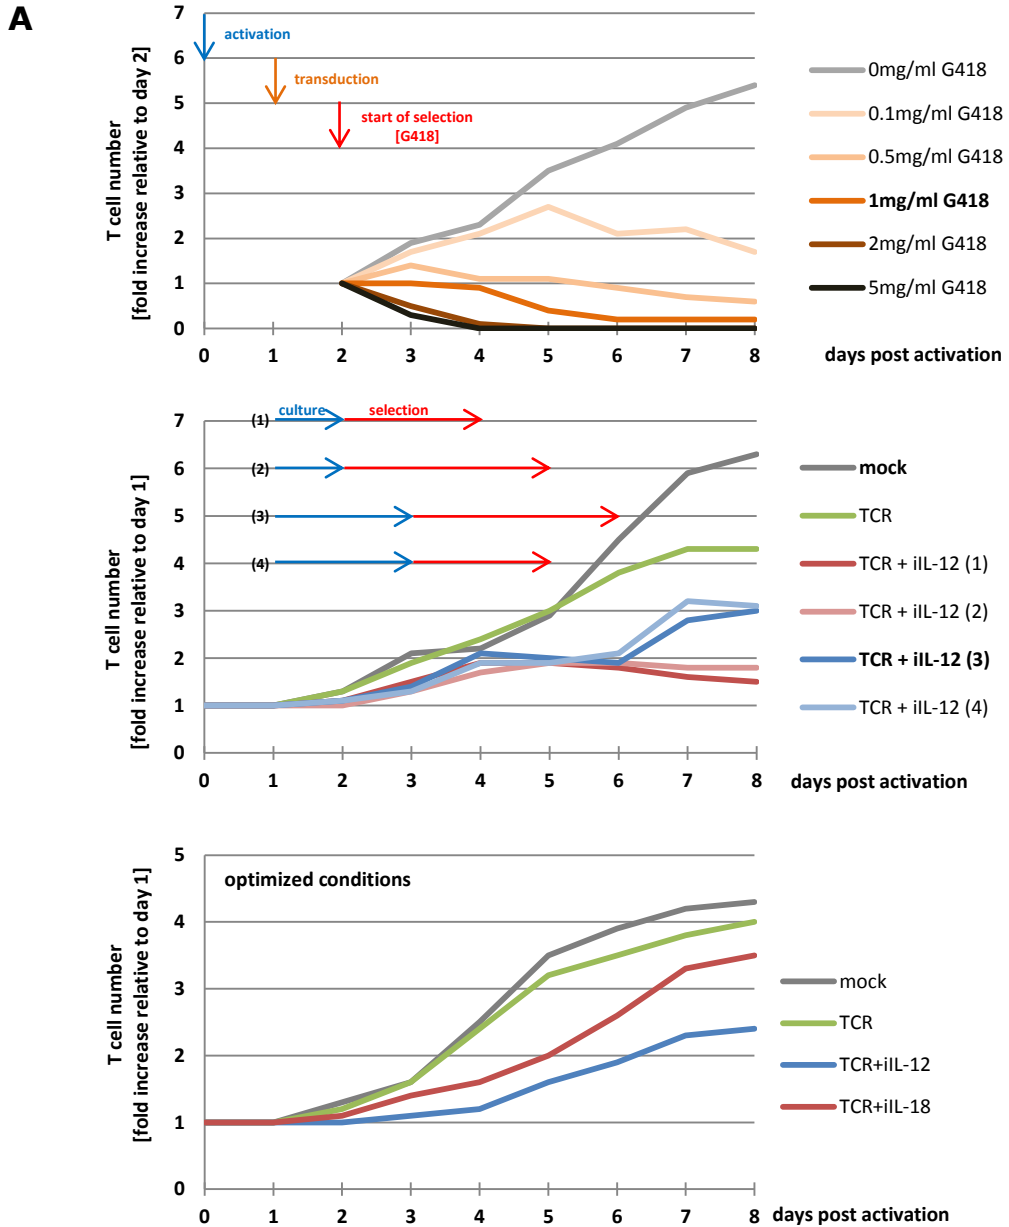 A
7
6
5
4
3
2
1
0
T cell number
[fold increase relative to day 2]
activation
transduction
start of selection
[G418]
0 1 2 3 4 5 6 7 8
days post activation
0mg/ml G418
0.1mg/ml G418
0.5mg/ml G418
1mg/ml G418
2mg/ml G418
5mg/ml G418
7
6
5
4
3
2
1
0
T cell number
[fold increase relative to day 1]
(1) culture selection
(2)
(3)
(4)
0 1 2 3 4 5 6 7 8
days post activation
mock
TCR
TCR + iIL-12 (1)
TCR + iIL-12 (2)
TCR + iIL-12 (3)
TCR + iIL-12 (4)
5
4
3
2
1
0
T cell number
[fold increase relative to day 1]
optimized conditions
0 1 2 3 4 5 6 7 8
days post activation
mock
TCR
TCR+iIL-12
TCR+iIL-18